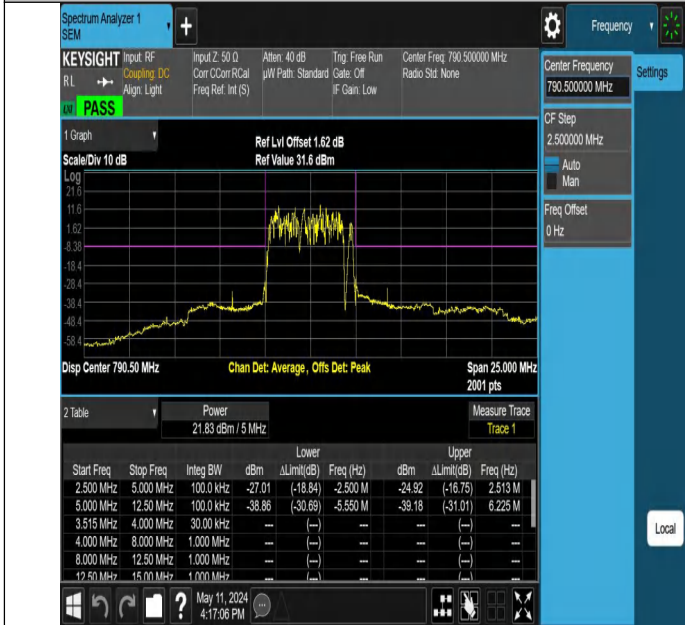 Spectrum Analyzer 1
SEM
Frequency
KEYSIGHT Input: RF Input Z: 50 Ω Atten: 40 dB Trig: Free Run Center Freq: 790.500000 MHz
RL Coupling: DC Corr CCorr RCal µW Path: Standard Gate: Off Radio Std: None
Align: Light Freq Ref: Int (S) IF Gain: Low
PASS
Center Frequency
790.500000 MHz
Settings
CF Step
2.500000 MHz
Auto
Man
Freq Offset
0 Hz
1 Graph
Ref Lvl Offset 1.62 dB
Scale/Div 10 dB Ref Value 31.6 dBm
Log
21.6
11.6
1.62
-8.38
-18.4
-28.4
-38.4
-48.4
-58.4
Disp Center 790.50 MHz Chan Det: Average, Offs Det: Peak Span 25.000 MHz
2001 pts
2 Table Power Measure Trace
21.83 dBm / 5 MHz Trace 1
Lower Upper
Start Freq Stop Freq Integ BW dBm ΔLimit(dB) Freq (Hz) dBm ΔLimit(dB) Freq (Hz)
2.500 MHz 5.000 MHz 100.0 kHz -27.01 (-18.84) -2.500 M -24.92 (-16.75) 2.513 M
5.000 MHz 12.50 MHz 100.0 kHz -38.86 (-30.69) -5.550 M -39.18 (-31.01) 6.225 M
3.515 MHz 4.000 MHz 30.00 kHz --- (---) --- --- (---) ---
4.000 MHz 8.000 MHz 1.000 MHz --- (---) --- --- (---) ---
8.000 MHz 12.50 MHz 1.000 MHz --- (---) --- --- (---) ---
12.50 MHz 15.00 MHz 1.000 MHz --- (---) --- --- (---) ---
Local
? May 11, 2024
4:17:06 PM